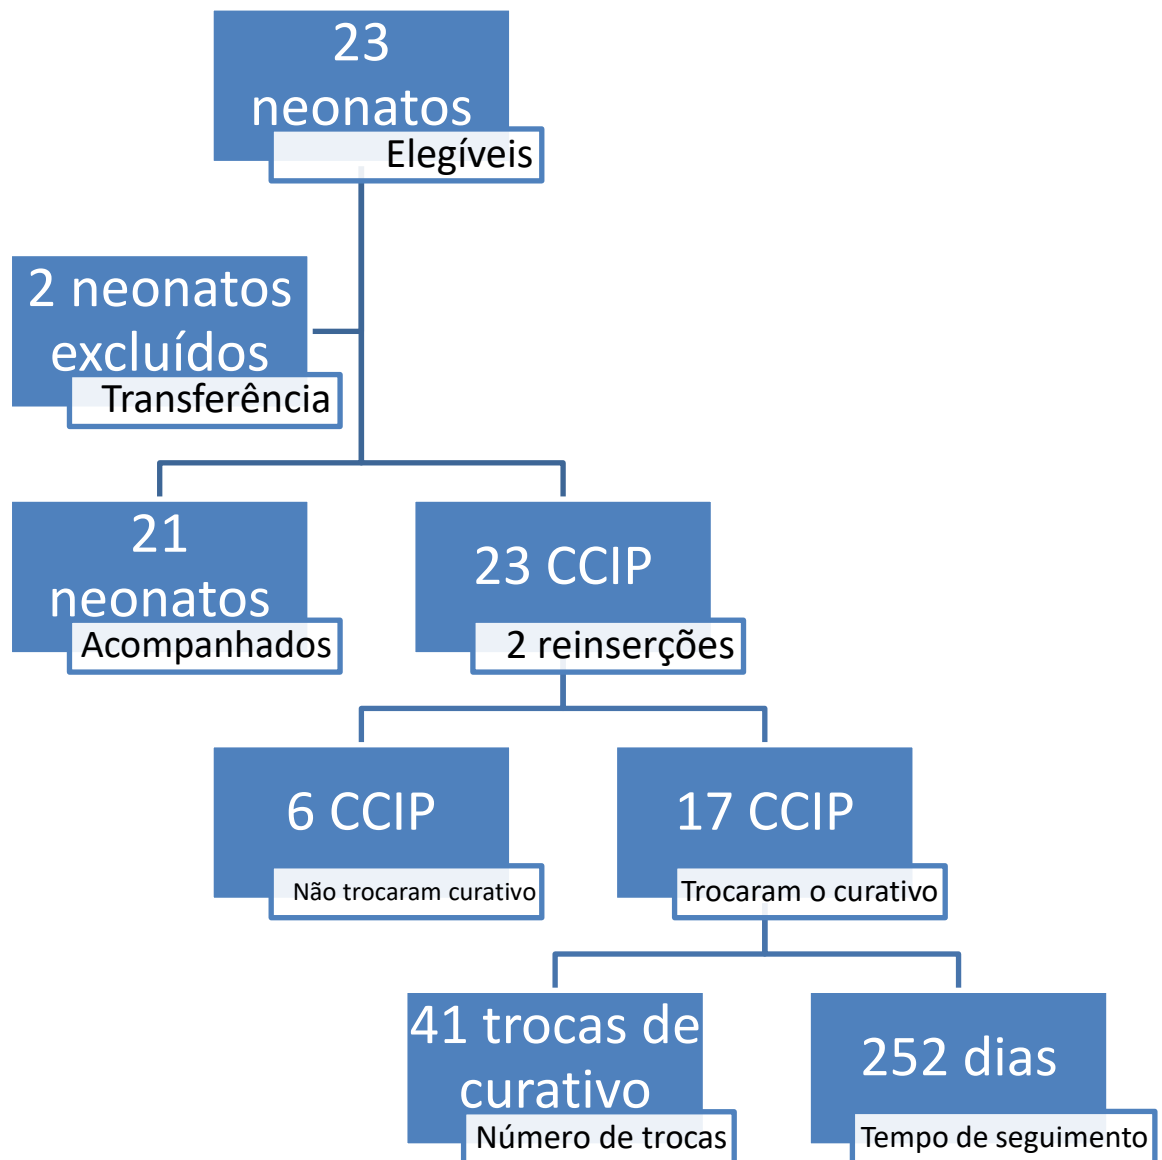 23
neonatos
Elegíveis
2 neonatos
excluídos
Transferência
21
neonatos
Acompanhados
23 CCIP
2 reinserções
6 CCIP
Não trocaram curativo
17 CCIP
Trocaram o curativo
41 trocas de
curativo
Número de trocas
252 dias
Tempo de seguimento